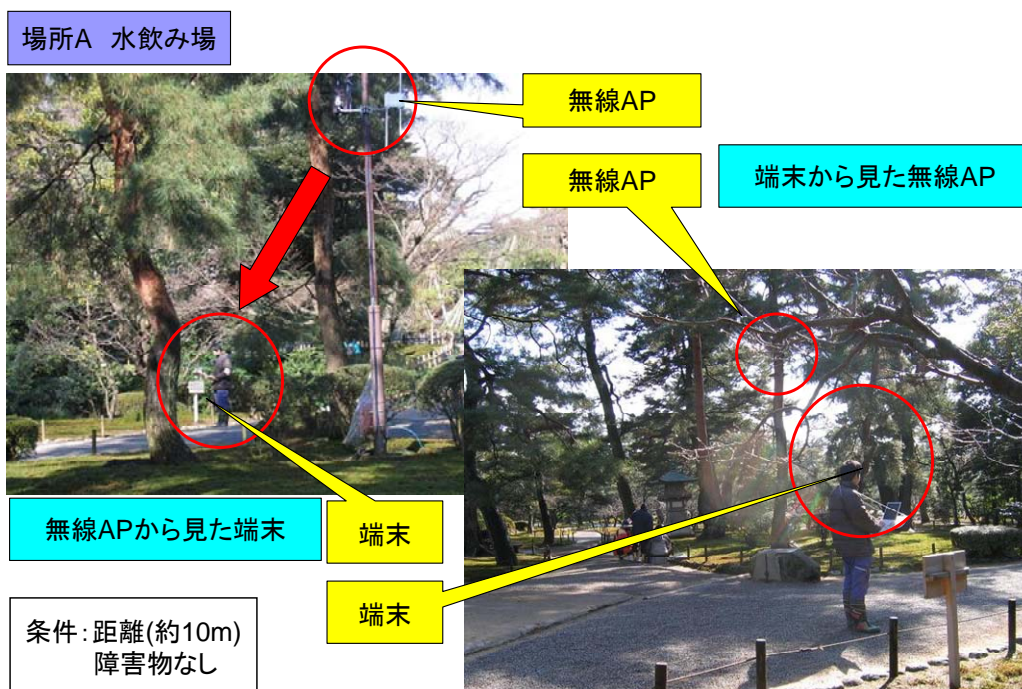 場所A 水飲み場
無線AP
無線AP
端末から見た無線AP
無線APから見た端末
端末
端末
条件:距離(約10m)
障害物なし